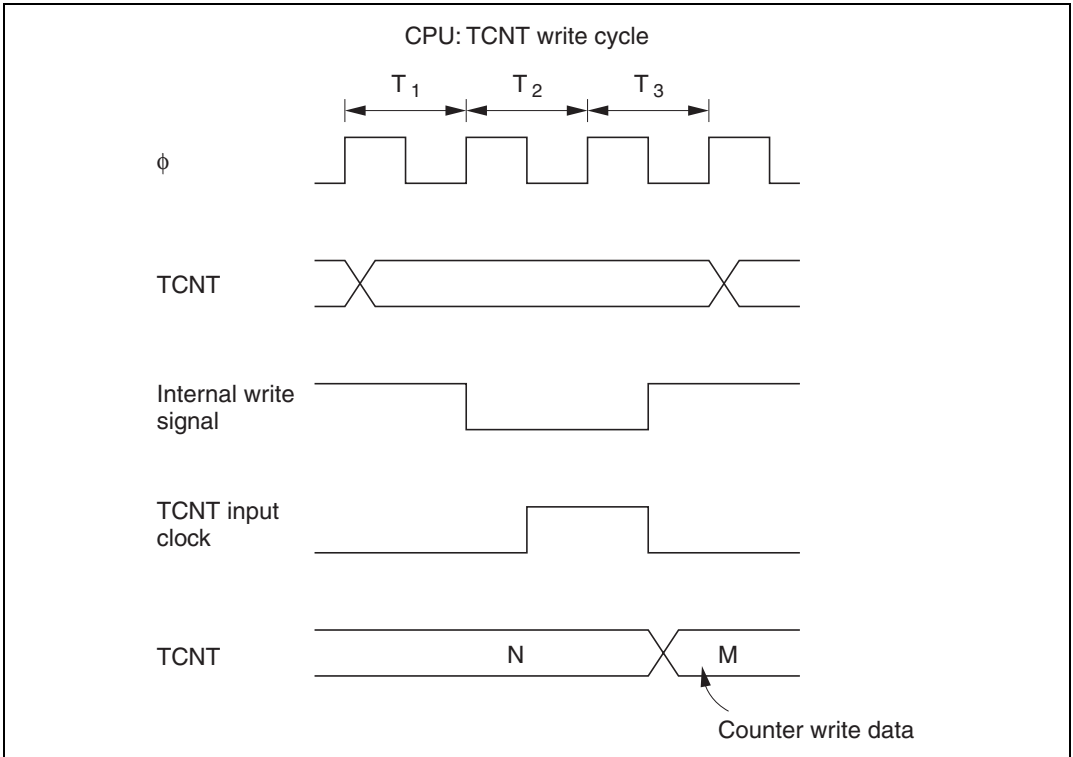 CPU: TCNT write cycle
T1 T2 T3
ϕ
TCNT
Internal write
signal
TCNT input
clock
TCNT
N M
Counter write data